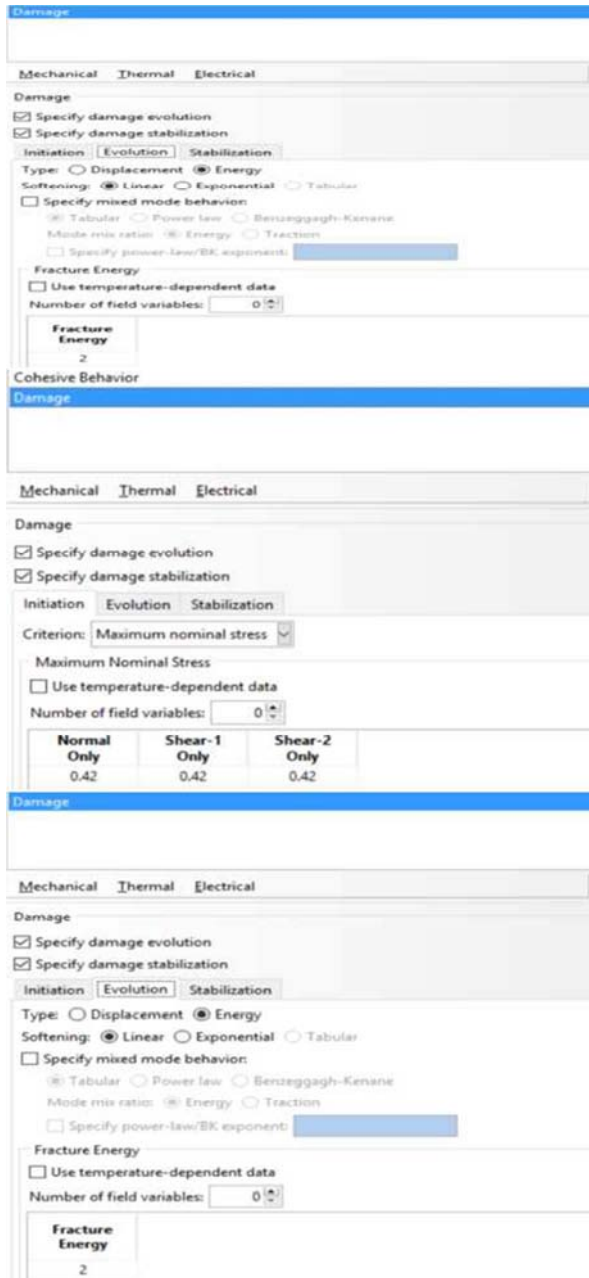 Damage
Mechanical Thermal Electrical
Damage
Specify damage evolution
Specify damage stabilization
Initiation Evolution Stabilization
Type: Displacement Energy
Softening: Linear Exponential Tabular
Specify mixed mode behavior:
Tabular Power law Benzeggagh-Kenane
Mode mix ratio: Energy Traction
Specify power-law/BK exponent:
Fracture Energy
Use temperature-dependent data
Number of field variables: 0
Fracture
Energy
2
Cohesive Behavior
Damage
Mechanical Thermal Electrical
Damage
Specify damage evolution
Specify damage stabilization
Initiation Evolution Stabilization
Criterion: Maximum nominal stress
Maximum Nominal Stress
Use temperature-dependent data
Number of field variables: 0
Normal Shear-1 Shear-2
Only Only Only
0.42 0.42 0.42
Damage
Mechanical Thermal Electrical
Damage
Specify damage evolution
Specify damage stabilization
Initiation Evolution Stabilization
Type: Displacement Energy
Softening: Linear Exponential Tabular
Specify mixed mode behavior:
Tabular Power law Benzeggagh-Kenane
Mode mix ratio: Energy Traction
Specify power-law/BK exponent:
Fracture Energy
Use temperature-dependent data
Number of field variables: 0
Fracture
Energy
2